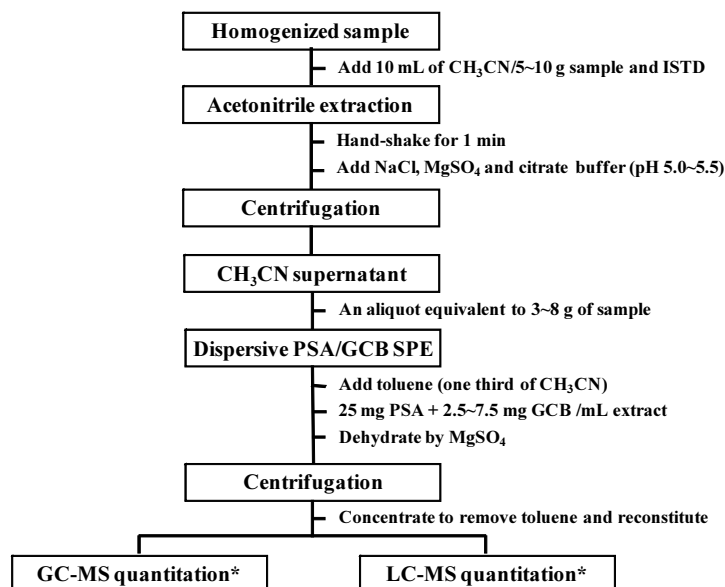 Homogenized sample
Add 10 mL of CH₃CN/5~10 g sample and ISTD
Acetonitrile extraction
Hand-shake for 1 min
Add NaCl, MgSO₄ and citrate buffer (pH 5.0~5.5)
Centrifugation
CH₃CN supernatant
An aliquot equivalent to 3~8 g of sample
Dispersive PSA/GCB SPE
Add toluene (one third of CH₃CN)
25 mg PSA + 2.5~7.5 mg GCB /mL extract
Dehydrate by MgSO₄
Centrifugation
Concentrate to remove toluene and reconstitute
GC-MS quantitation*
LC-MS quantitation*